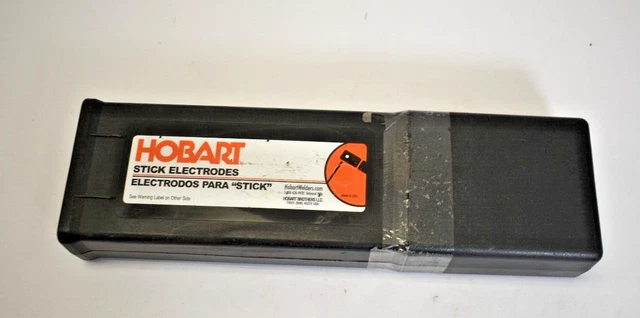 HOBART
STICK ELECTRODES
ELECTRODOS PARA “STICK”
See Warning Label on Other Side
HobartWelders.com
HOBART BROTHERS LLC